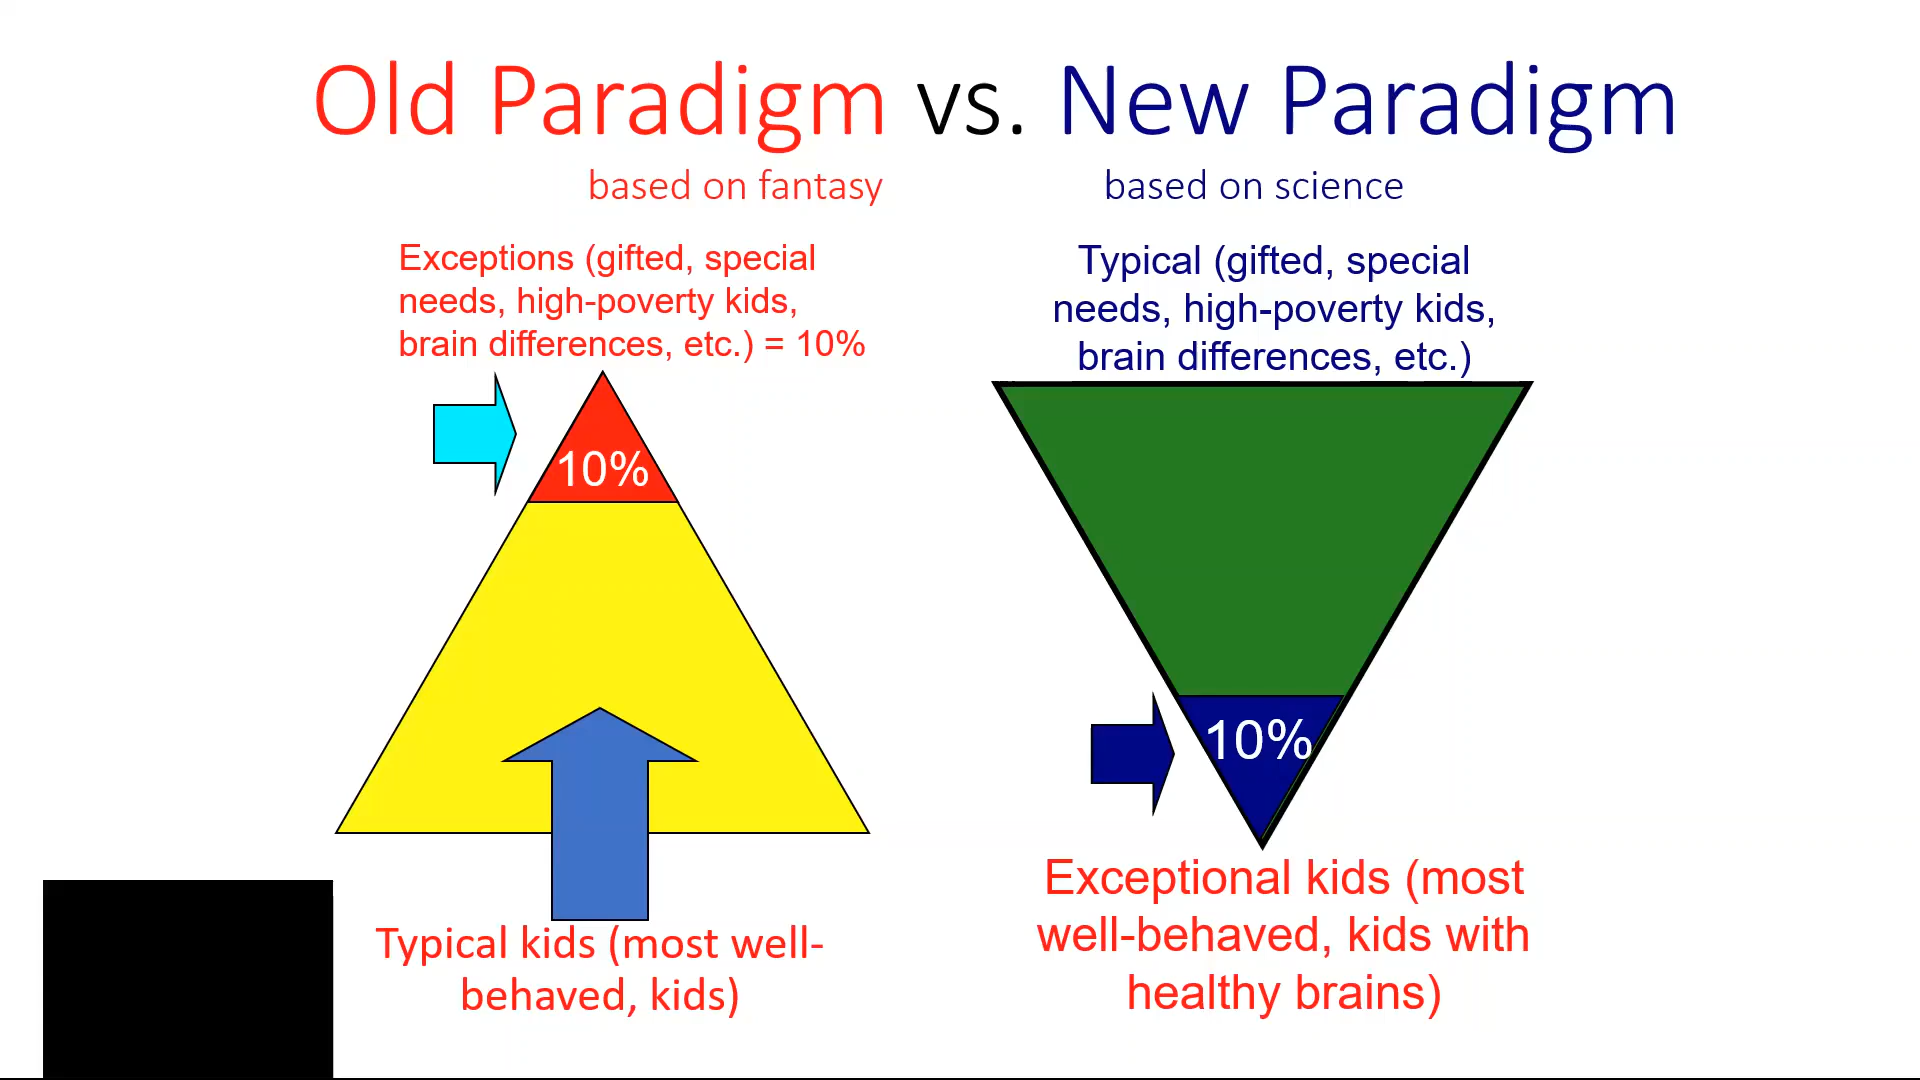 Old Paradigm vs. New Paradigm
based on fantasy
based on science
Exceptions (gifted, special
needs, high-poverty kids,
brain differences, etc.) = 10%
10%
Typical kids (most well-
behaved, kids)
Typical (gifted, special
needs, high-poverty kids,
brain differences, etc.)
10%
Exceptional kids (most
well-behaved, kids with
healthy brains)